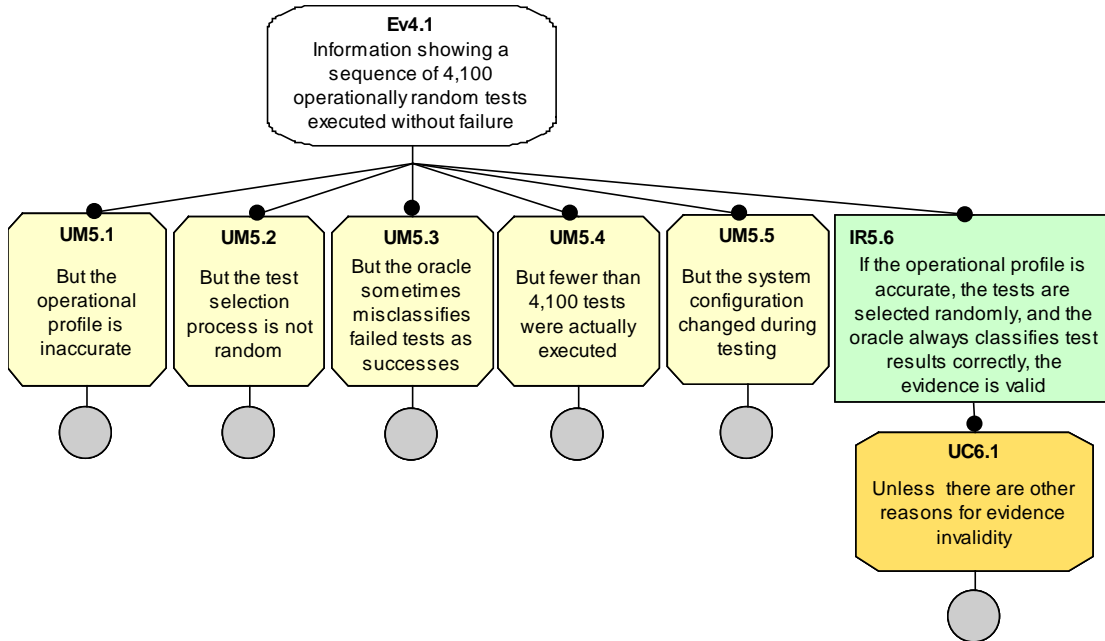 Ev4.1
Information showing a
sequence of 4,100
operationally random tests
executed without failure
UM5.1
But the
operational
profile is
inaccurate
UM5.2
But the test
selection
process is not
random
UM5.3
But the oracle
sometimes
misclassifies
failed tests as
successes
UM5.4
But fewer than
4,100 tests
were actually
executed
UM5.5
But the system
configuration
changed during
testing
IR5.6
If the operational profile is
accurate, the tests are
selected randomly, and the
oracle always classifies test
results correctly, the
evidence is valid
UC6.1
Unless there are other
reasons for evidence
invalidity